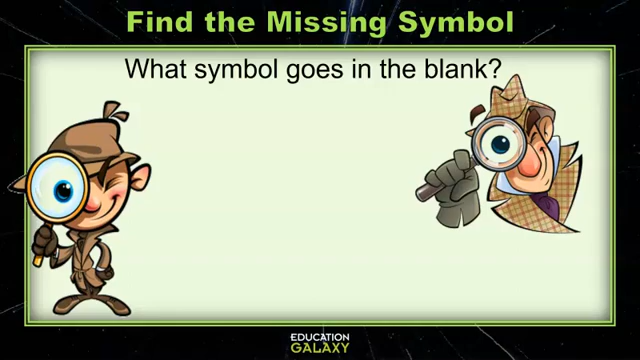 Find the Missing Symbol
What symbol goes in the blank?
EDUCATION
GALAXY